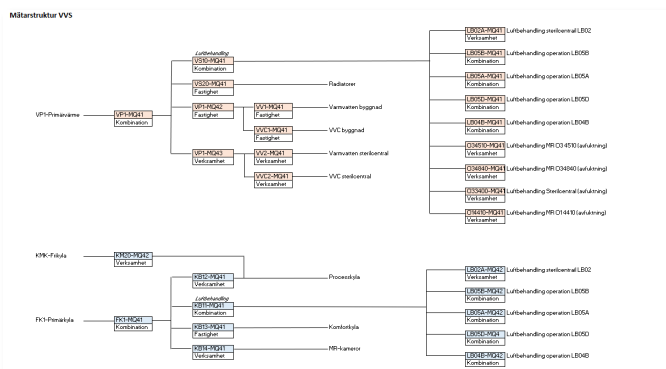 Mätarstruktur VVS
VP1-Primärvärme
VP1-MQ41
Kombination
Luftbehandling
VS10-MQ41
Kombination
VS20-MQ41
Fastighet
Radiatorer
VP1-MQ42
Fastighet
VV1-MQ41
Fastighet
Varmvatten byggnad
VVC1-MQ41
Fastighet
VVC byggnad
VP1-MQ43
Verksamhet
VV2-MQ41
Verksamhet
Varmvatten sterilcentral
VVC2-MQ41
Verksamhet
VVC sterilcentral
LB02A-MQ41 Luftbehandling sterilcentral LB02
Verksamhet
LB05B-MQ41 Luftbehandling operation LB05B
Kombination
LB05A-MQ41 Luftbehandling operation LB05A
Kombination
LB05D-MQ41 Luftbehandling operation LB05D
Kombination
LB04B-MQ41 Luftbehandling operation LB04B
Kombination
O34510-MQ41 Luftbehandling MR O34510 (avfuktning)
Verksamhet
O34840-MQ41 Luftbehandling MR O34840 (avfuktning)
Verksamhet
O33400-MQ41 Luftbehandling Sterilcentral (avfuktning)
Verksamhet
O14410-MQ41 Luftbehandling MR O14410 (avfuktning)
Verksamhet
KMK-Frikyla
KM20-MQ42
Verksamhet
FK1-Primärkyla
FK1-MQ41
Kombination
KB12-MQ41
Verksamhet
Processkyla
Luftbehandling
KB11-MQ41
Kombination
KB13-MQ41
Fastighet
Komfortkyla
KB14-MQ41
Verksamhet
MR-kameror
LB02A-MQ42 Luftbehandling sterilcentral LB02
Verksamhet
LB05B-MQ42 Luftbehandling operation LB05B
Kombination
LB05A-MQ42 Luftbehandling operation LB05A
Kombination
LB05D-MQ4 Luftbehandling operation LB05D
Kombination
LB04B-MQ42 Luftbehandling operation LB04B
Kombination